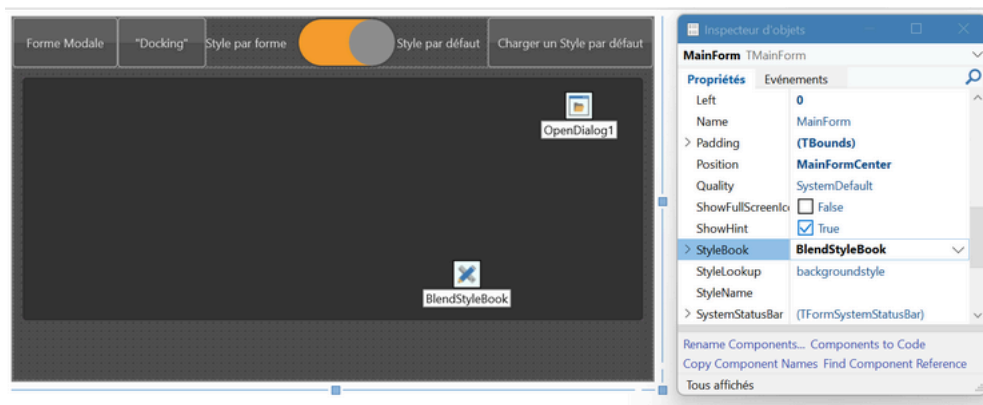 Forme Modale
"Docking"
Style par forme
Style par défaut
Charger un Style par défaut
OpenDialog1
BlendStyleBook
Inspecteur d'objets
MainForm TMainForm
Propriétés Evénements
Left 0
Name MainForm
> Padding (TBounds)
Position MainFormCenter
Quality SystemDefault
ShowFullScreenIc False
ShowHint True
> StyleBook BlendStyleBook
StyleLookup backgroundstyle
StyleName
> SystemStatusBar (TFormSystemStatusBar)
Rename Components... Components to Code
Copy Component Names Find Component Reference
Tous affichés